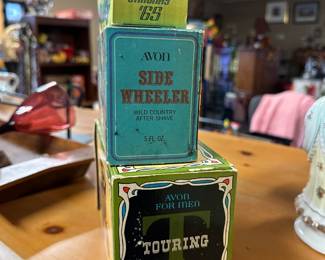 '65
AVON
SIDE
WHEELER
WILD COUNTRY
AFTER SHAVE
5 FL. OZ.
AVON
FOR MEN
T
TOURING